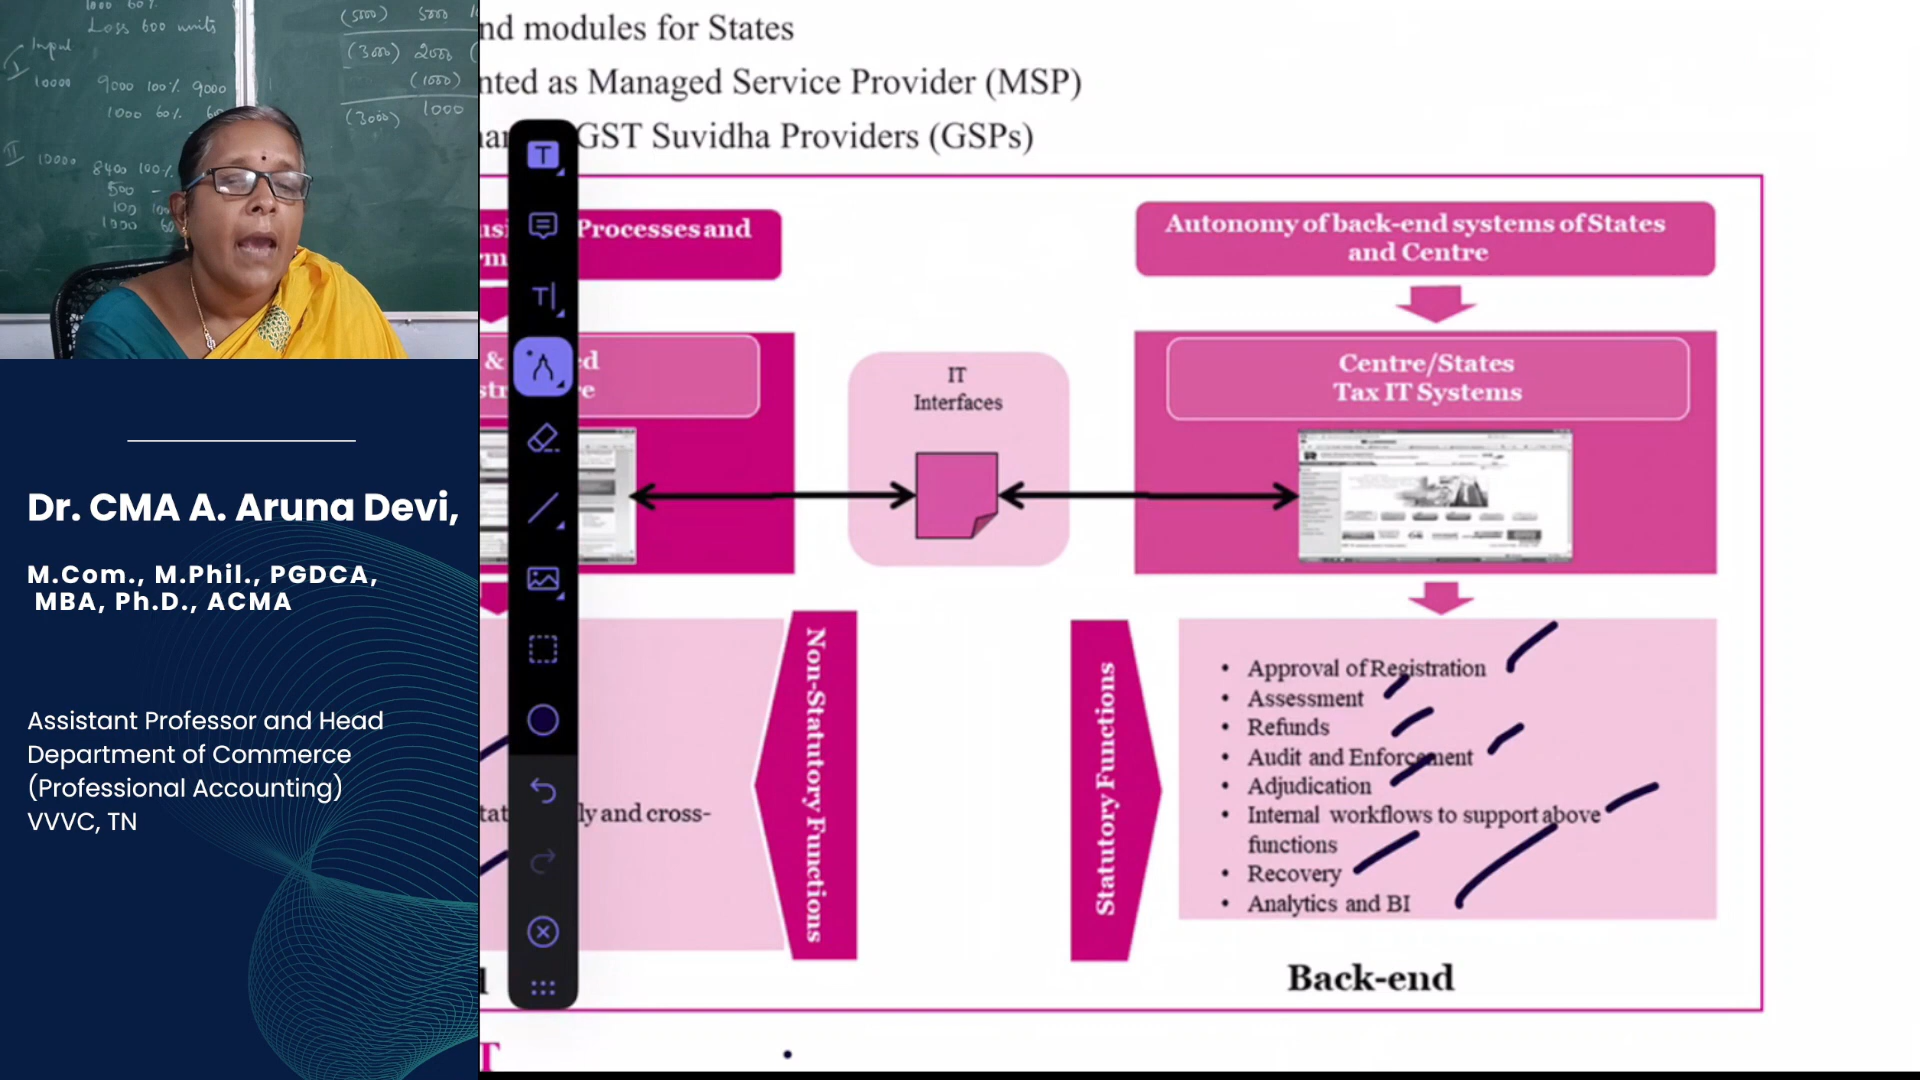 1000 60%
Loss 600 units
Input
I
10000 9000 100% 9000
1000 60%
II 10000 8400 100%
500 -
100
1000
(5000) 5000
(3000) 2000
(1000)
(3000) 1000
Dr. CMA A. Aruna Devi,
M.Com., M.Phil., PGDCA,
MBA, Ph.D., ACMA
Assistant Professor and Head
Department of Commerce
(Professional Accounting)
VVVC, TN
nd modules for States
nted as Managed Service Provider (MSP)
GST Suvidha Providers (GSPs)
Processes and
Autonomy of back-end systems of States
and Centre
&
Centre/States
Tax IT Systems
IT
Interfaces
ly and cross-
Non-Statutory Functions
Statutory Functions
• Approval of Registration
• Assessment
• Refunds
• Audit and Enforcement
• Adjudication
• Internal workflows to support above
functions
• Recovery
• Analytics and BI
Back-end
T